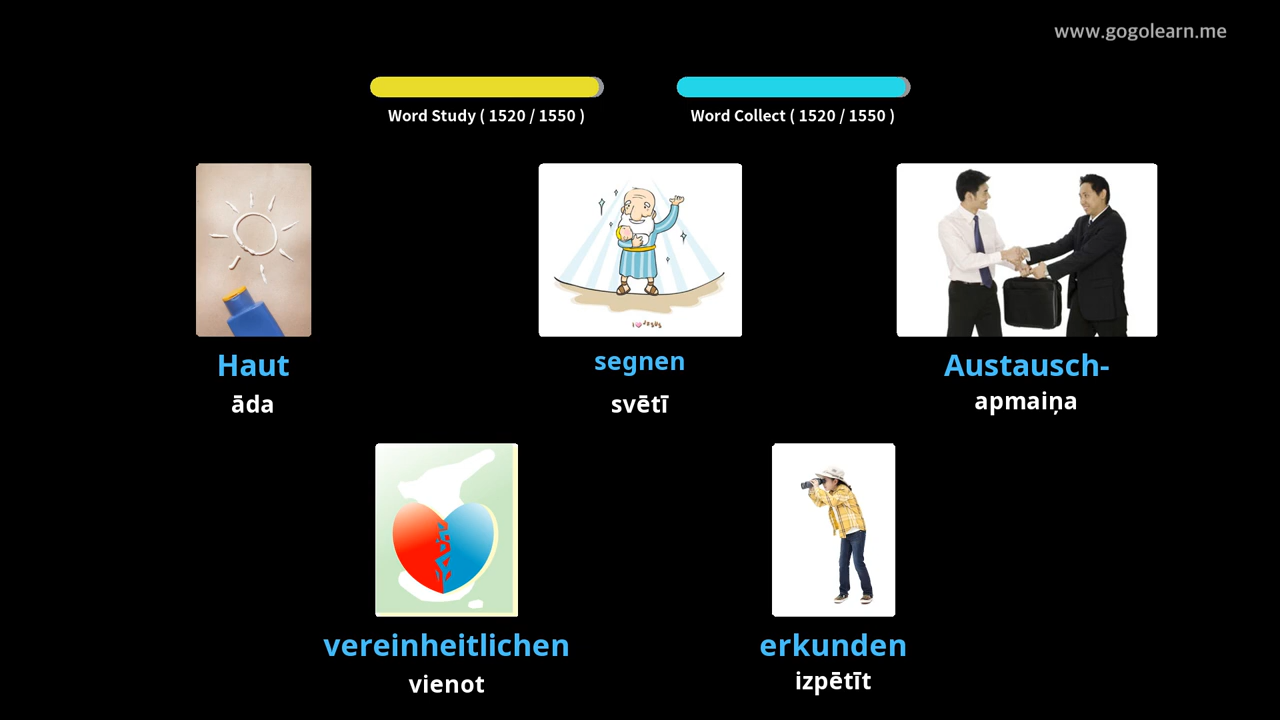 www.gogolearn.me
Word Study ( 1520 / 1550 )
Word Collect ( 1520 / 1550 )
I JESUS
Haut
segnen
Austausch-
āda
svētī
apmaiņa
vereinheitlichen
erkunden
vienot
izpētīt